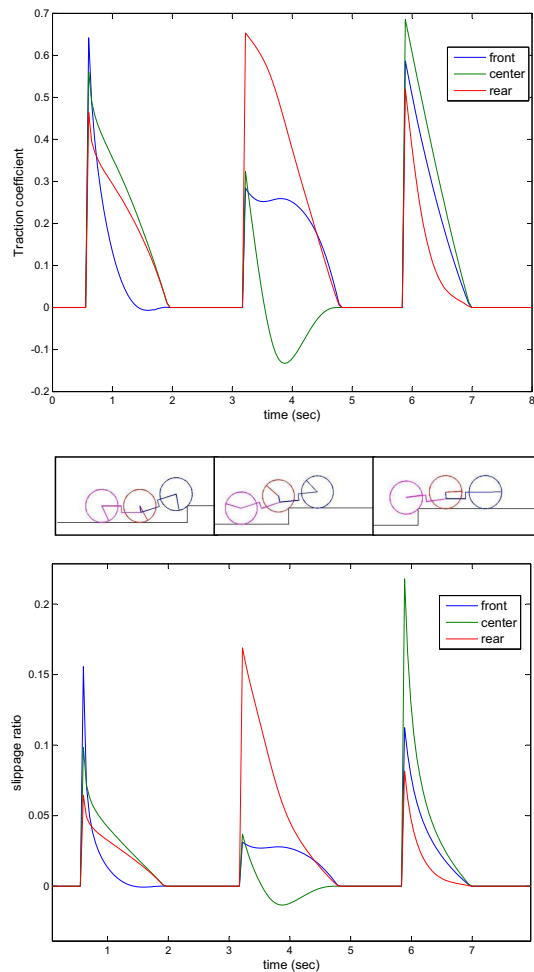 0.7
0.6
0.5
0.4
0.3
0.2
0.1
0
-0.1
-0.2
Traction coefficient
front
center
rear
0 1 2 3 4 5 6 7 8
time (sec)
0.2
0.15
0.1
0.05
0
slippage ratio
front
center
rear
1 2 3 4 5 6 7
time (sec)